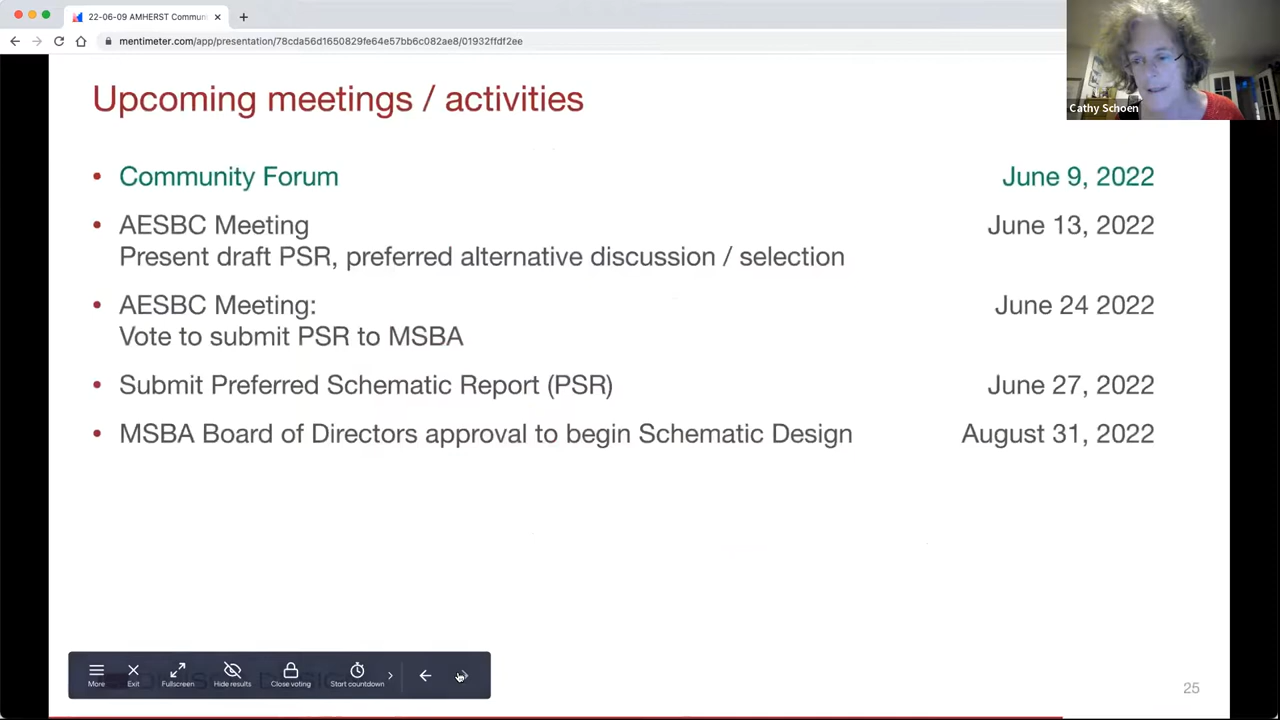 22-06-09 AMHERST Commun
mentimeter.com/app/presentation/78cda56d1650829fe64e57bb6c082ae8/01932ffdf2ee
Cathy Schoen
Upcoming meetings / activities
• Community Forum June 9, 2022
• AESBC Meeting June 13, 2022
Present draft PSR, preferred alternative discussion / selection
• AESBC Meeting: June 24 2022
Vote to submit PSR to MSBA
• Submit Preferred Schematic Report (PSR) June 27, 2022
• MSBA Board of Directors approval to begin Schematic Design August 31, 2022
More Exit Fullscreen Hide results Close voting Start countdown
25